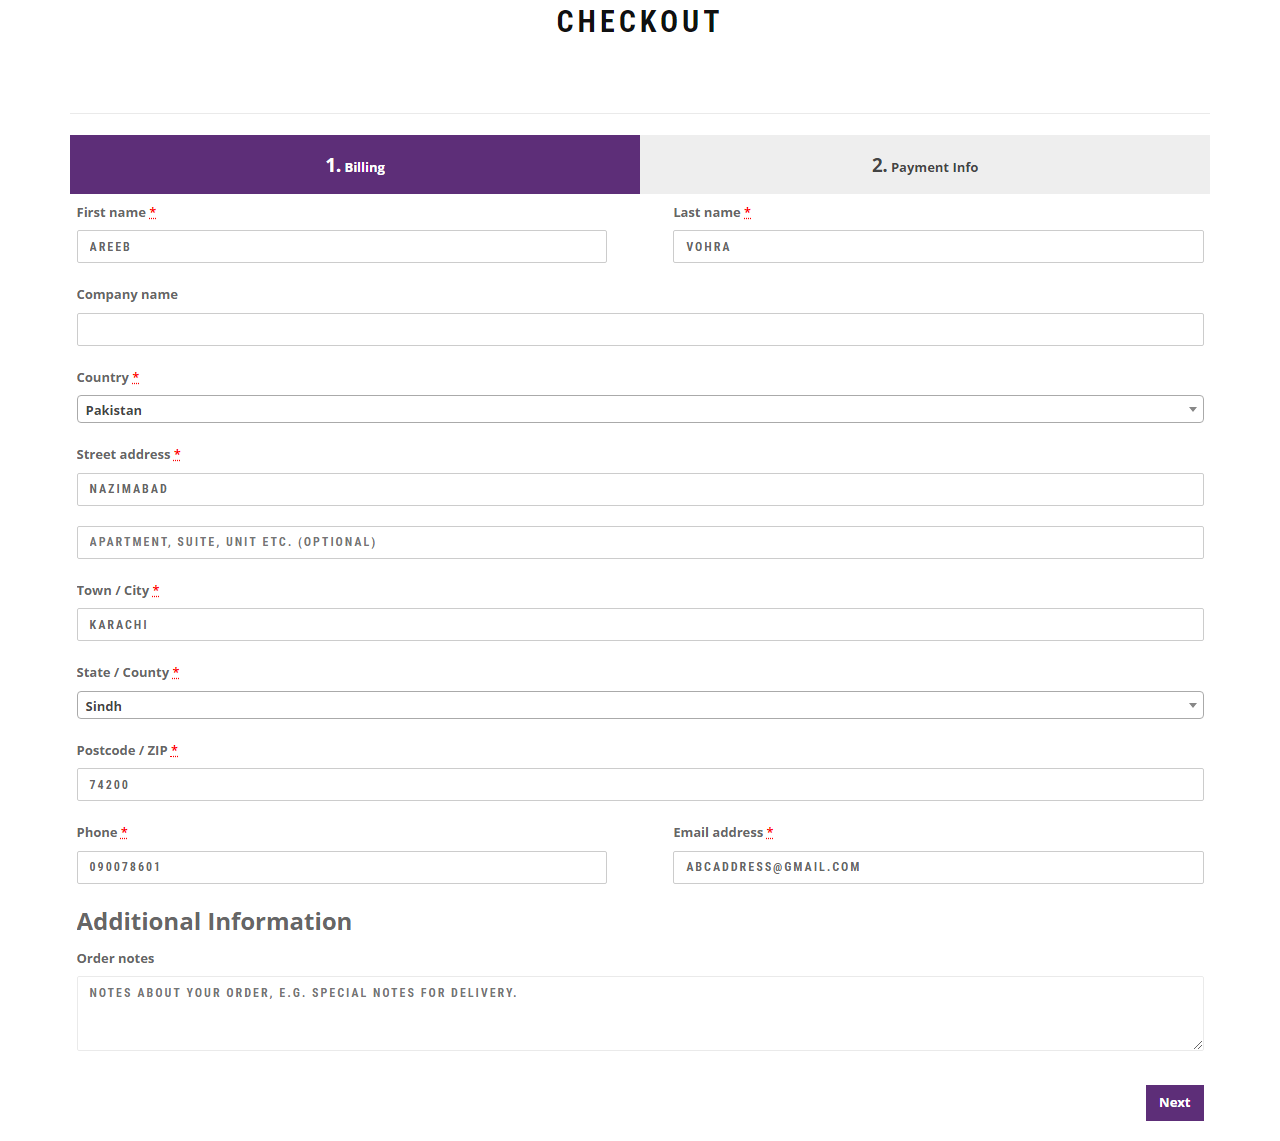 CHECKOUT
1. Billing
2. Payment Info
First name *
Last name *
AREEB
VOHRA
Company name
Country *
Pakistan
Street address *
NAZIMABAD
APARTMENT, SUITE, UNIT ETC. (OPTIONAL)
Town / City *
KARACHI
State / County *
Sindh
Postcode / ZIP *
74200
Phone *
Email address *
090078601
ABCADDRESS@GMAIL.COM
Additional Information
Order notes
NOTES ABOUT YOUR ORDER, E.G. SPECIAL NOTES FOR DELIVERY.
Next